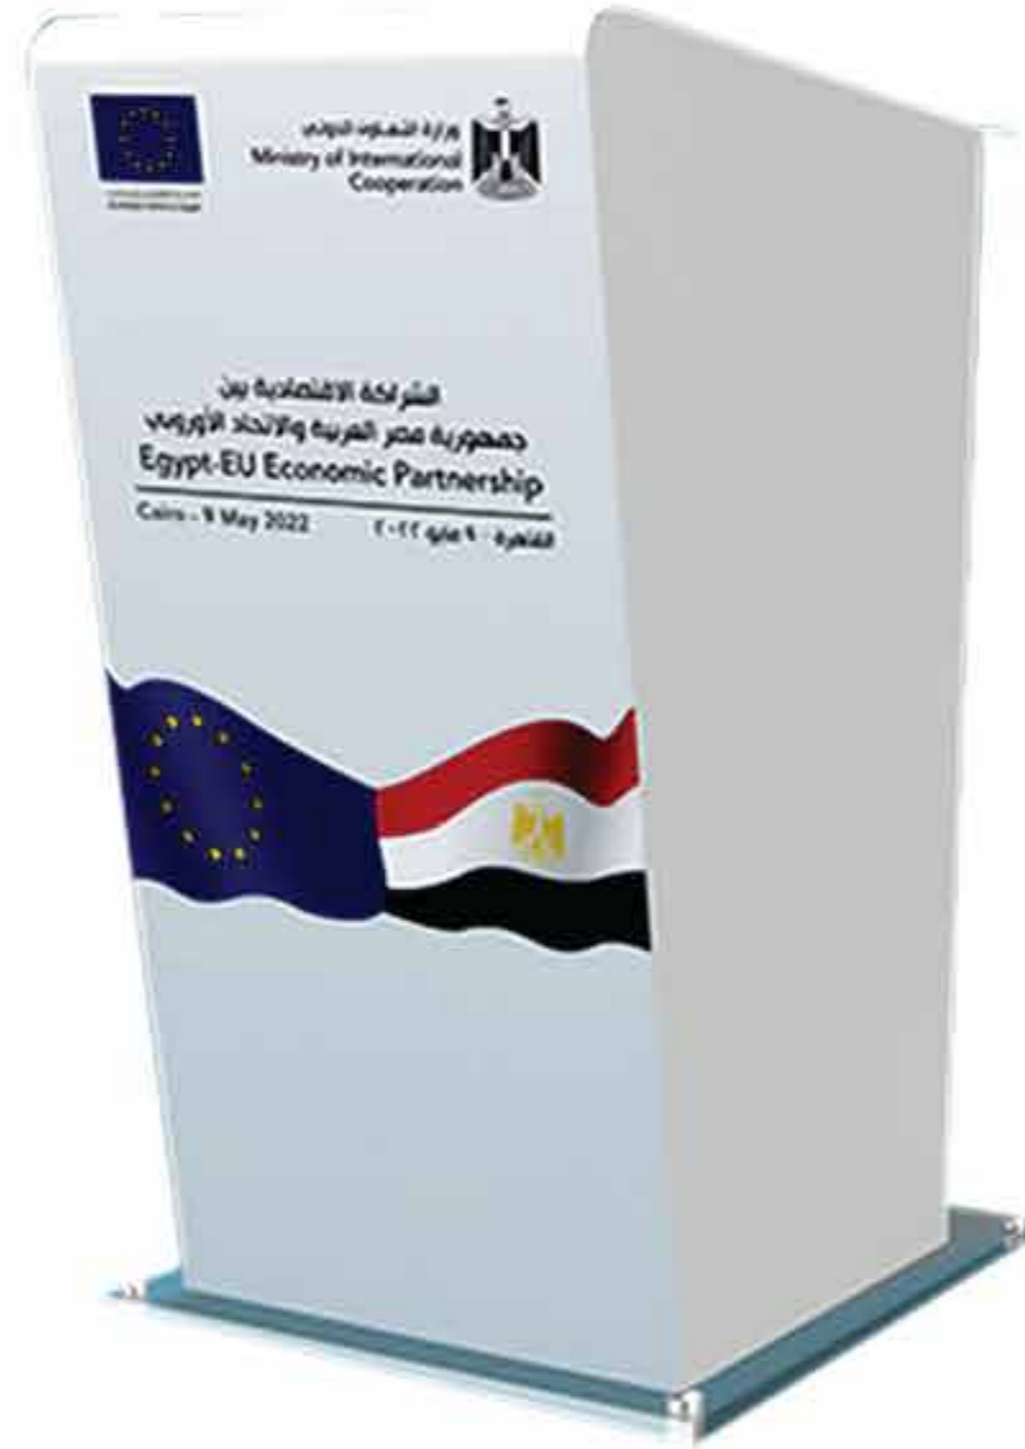 وزارة التعاون الدولي
Ministry of International
Cooperation
الشراكة الاقتصادية بين
جمهورية مصر العربية والاتحاد الأوروبي
Egypt-EU Economic Partnership
Cairo - 9 May 2022
القاهرة - ٩ مايو ٢٠٢٢